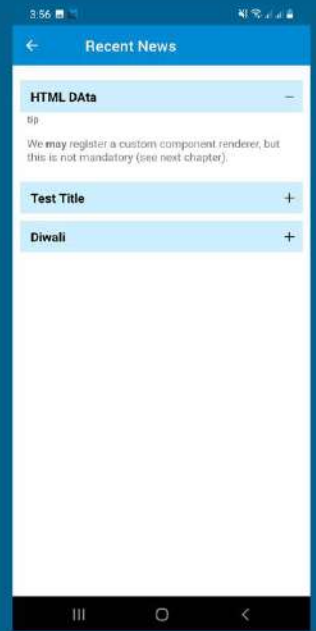 3:56
Recent News
HTML DAta
tip
We may register a custom component renderer, but
this is not mandatory (see next chapter).
Test Title
Diwali